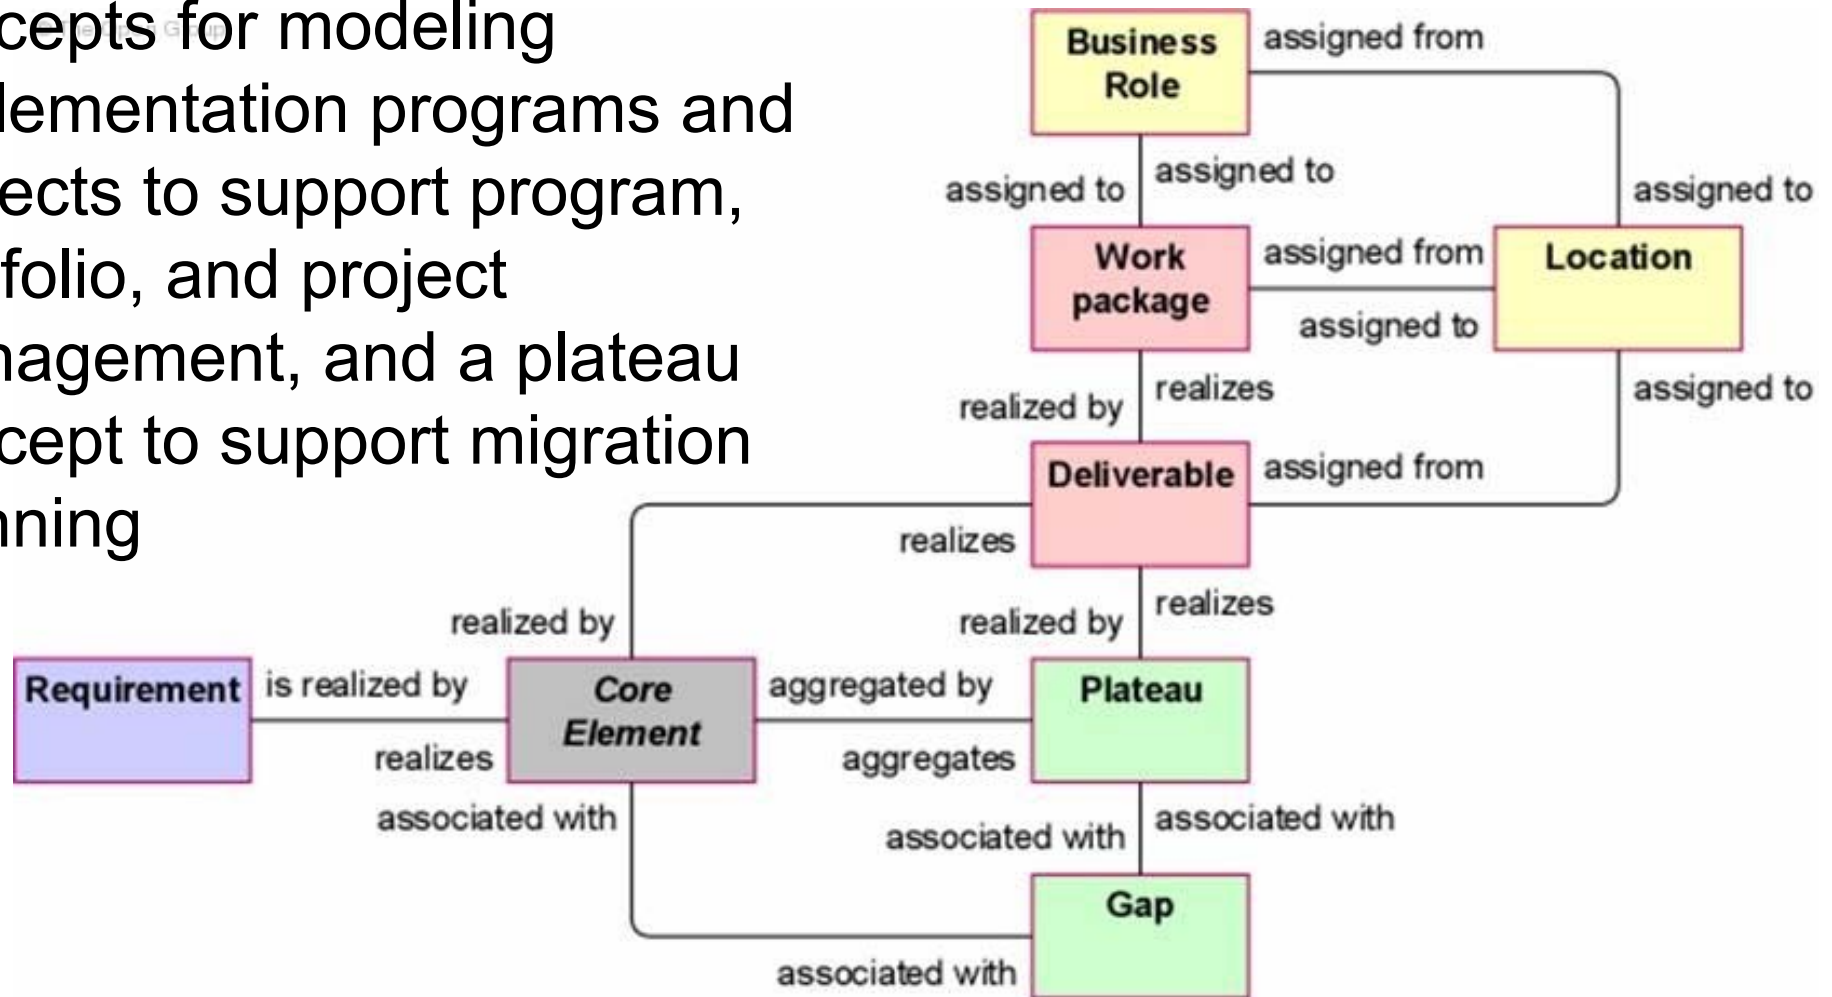 cepts for modeling
lementation programs and
ects to support program,
folio, and project
nagement, and a plateau
cept to support migration
nning
Business
Role
assigned from
assigned to
assigned to
assigned to
Work
package
assigned from
assigned to
Location
realized by
realizes
assigned to
Deliverable
assigned from
realizes
realized by
realized by
realizes
Requirement
is realized by
realizes
Core
Element
aggregated by
aggregates
Plateau
associated with
associated with
associated with
Gap
associated with